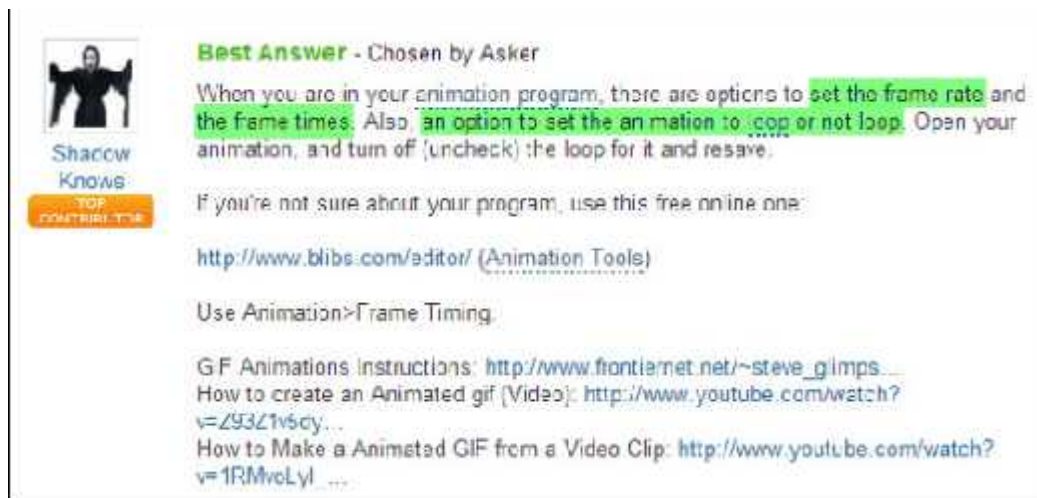 Best Answer - Chosen by Asker
When you are in your animation program, there are options to set the frame rate and
the frame times. Also, an option to set the animation to loop or not loop. Open your
animation, and turn off (uncheck) the loop for it and resave.
Shadow
Knows
TOP
CONTRIBUTOR
If you're not sure about your program, use this free online one:
http://www.blibs.com/editor/ (Animation Tools)
Use Animation>Frame Timing.
GIF Animations Instructions: http://www.frontiernet.net/~steve_glimps...
How to create an Animated gif (Video): http://www.youtube.com/watch?
How to Make a Animated GIF from a Video Clip: http://www.youtube.com/watch?